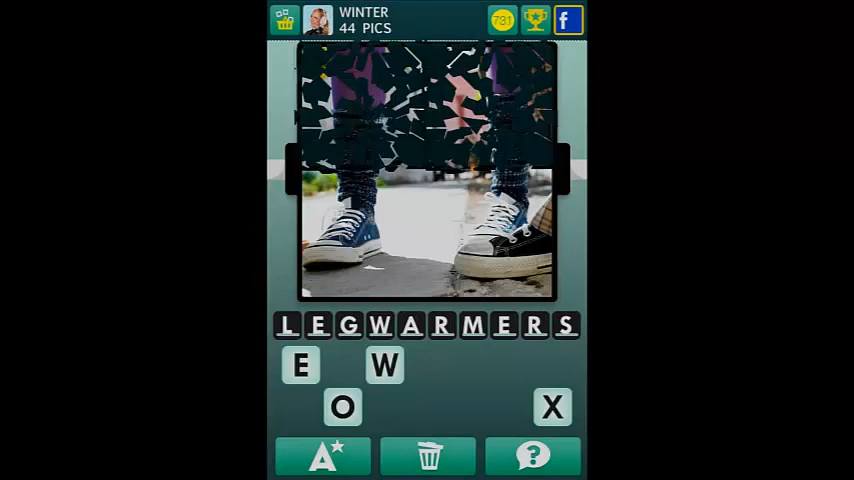 WINTER
44 PICS
731
f
LEGWARMERS
E W
O X
A
?